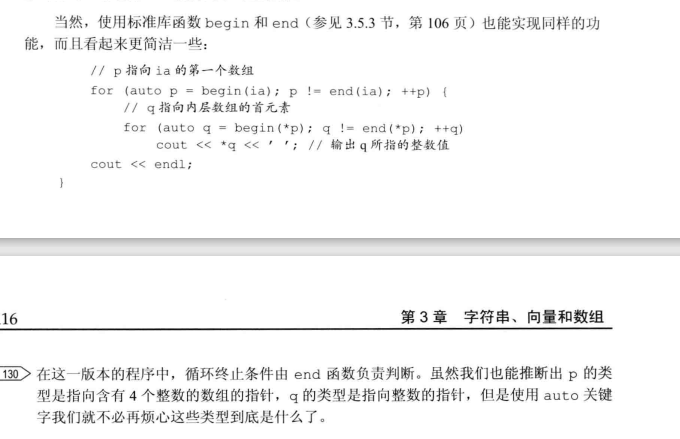 当然，使用标准库函数 begin 和 end（参见 3.5.3 节，第 106 页）也能实现同样的功
能，而且看起来更简洁一些：
// p 指向 ia 的第一个数组
for (auto p = begin(ia); p != end(ia); ++p) {
// q 指向内层数组的首元素
for (auto q = begin(*p); q != end(*p); ++q)
cout << *q << ' '; // 输出 q 所指的整数值
cout << endl;
}
16 第 3 章 字符串、向量和数组
130 在这一版本的程序中，循环终止条件由 end 函数负责判断。虽然我们也能推断出 p 的类
型是指向含有 4 个整数的数组的指针，q 的类型是指向整数的指针，但是使用 auto 关键
字我们就不必再烦心这些类型到底是什么了。